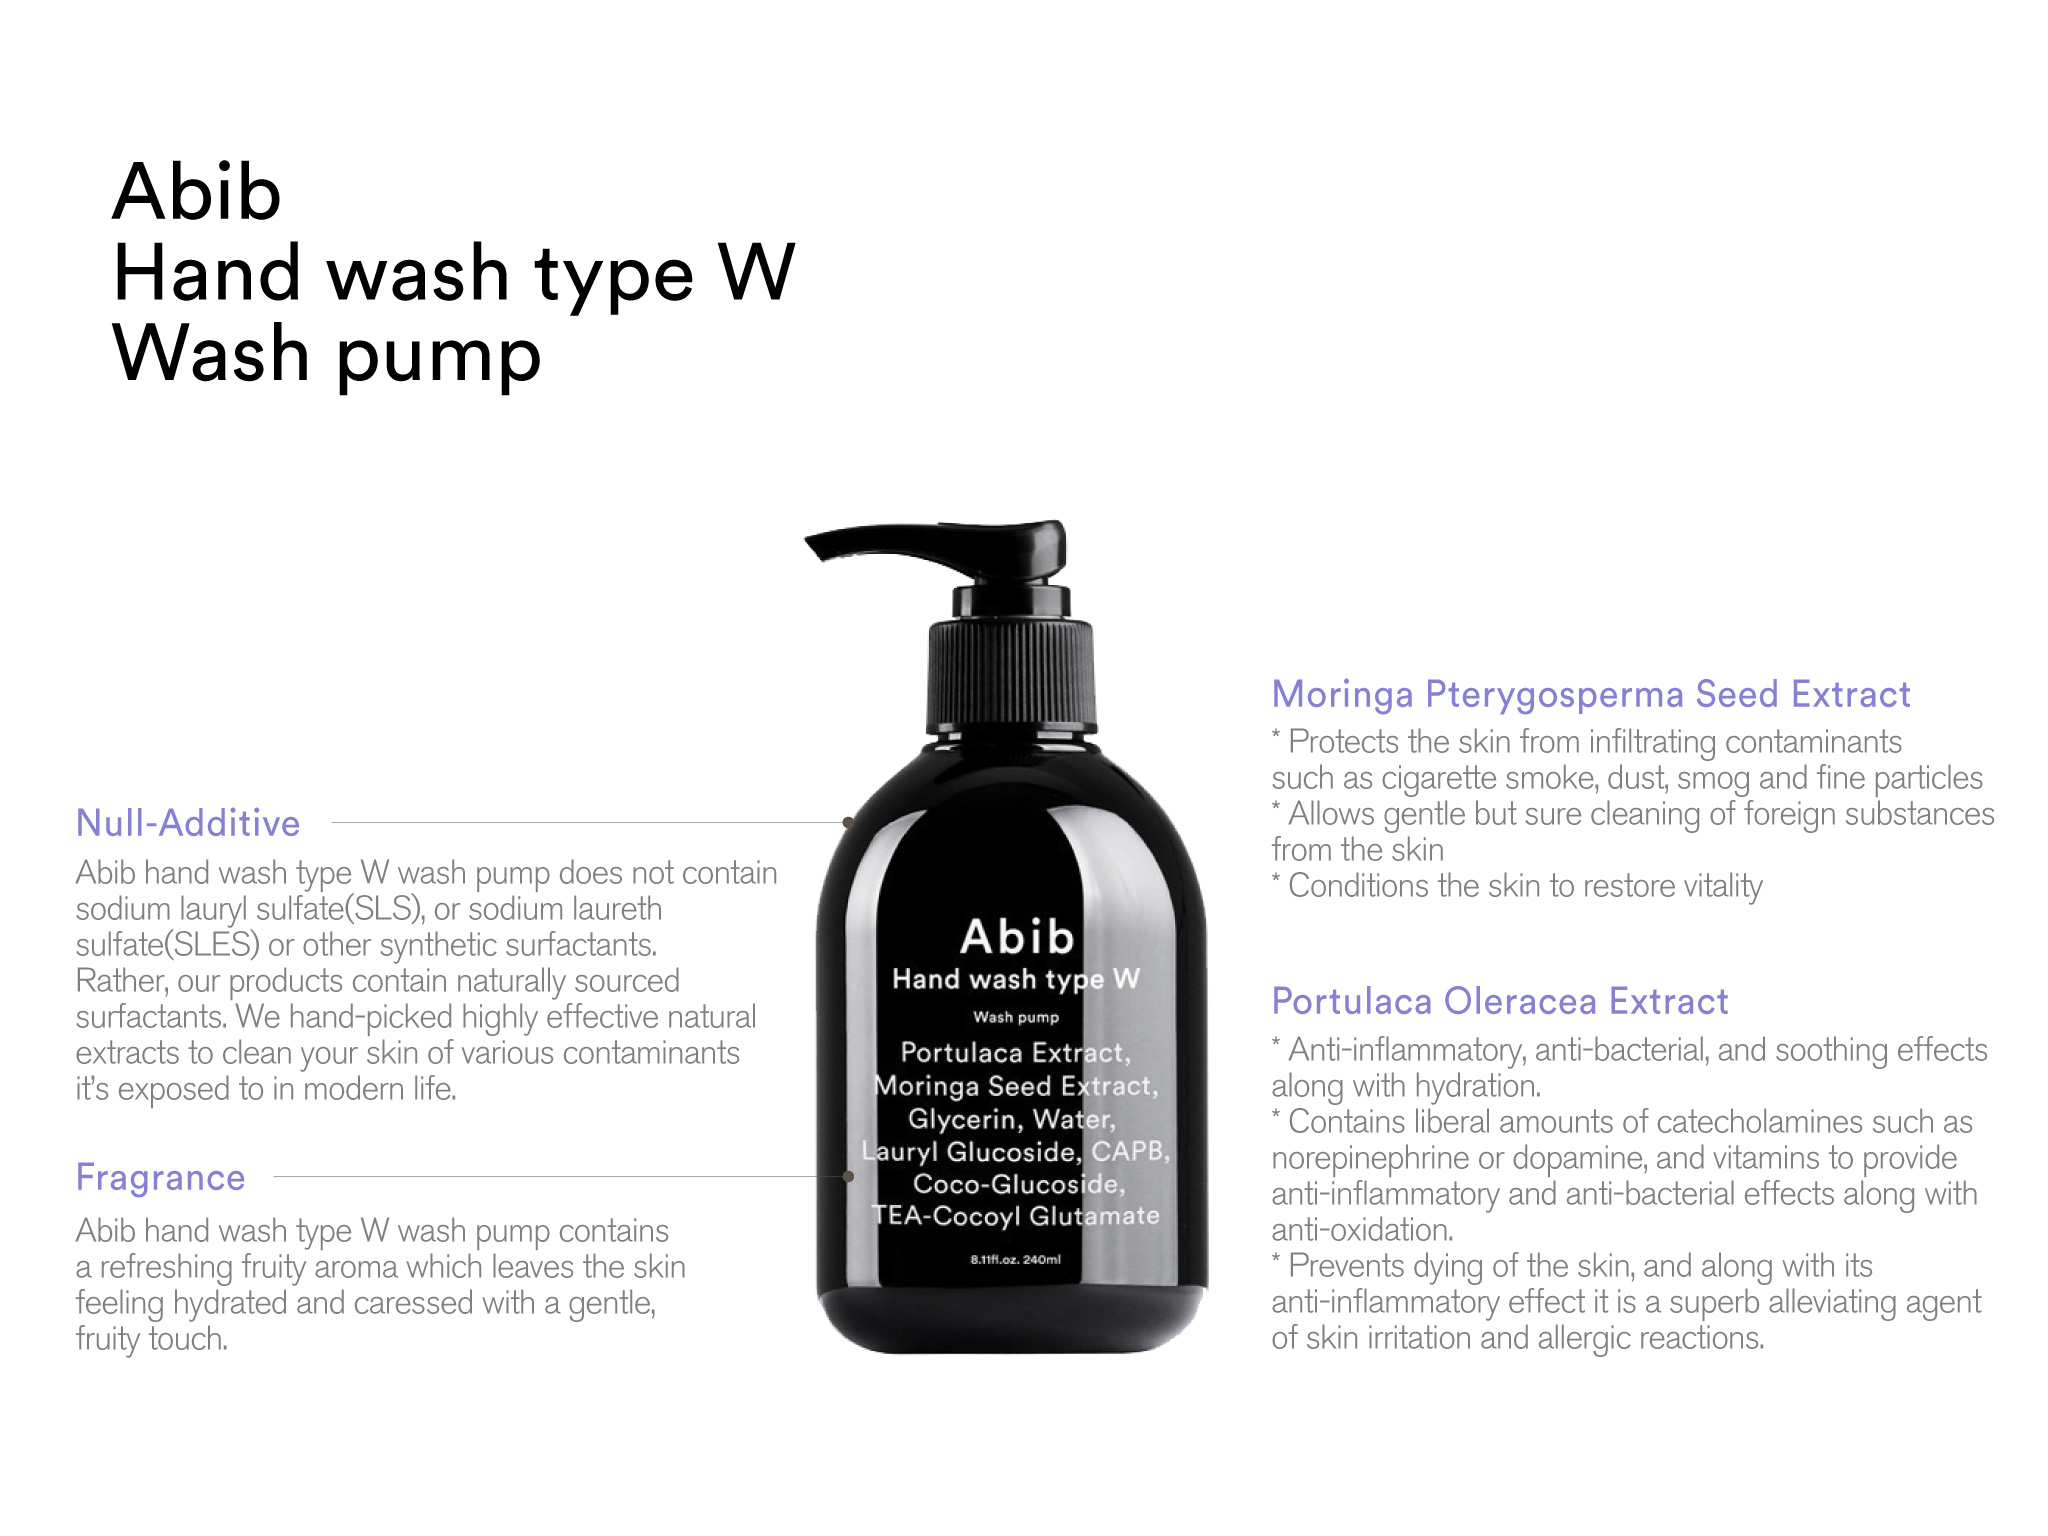 Abib
Hand wash type W
Wash pump
Null-Additive
Abib hand wash type W wash pump does not contain
sodium lauryl sulfate(SLS), or sodium laureth
sulfate(SLES) or other synthetic surfactants.
Rather, our products contain naturally sourced
surfactants. We hand-picked highly effective natural
extracts to clean your skin of various contaminants
it's exposed to in modern life.
Fragrance
Abib hand wash type W wash pump contains
a refreshing fruity aroma which leaves the skin
feeling hydrated and caressed with a gentle,
fruity touch.
Abib
Hand wash type W
Wash pump
Portulaca Extract,
Moringa Seed Extract,
Glycerin, Water,
Lauryl Glucoside, CAPB,
Coco-Glucoside,
TEA-Cocoyl Glutamate
8.11fl.oz. 240ml
Moringa Pterygosperma Seed Extract
* Protects the skin from infiltrating contaminants
such as cigarette smoke, dust, smog and fine particles
* Allows gentle but sure cleaning of foreign substances
from the skin
* Conditions the skin to restore vitality
Portulaca Oleracea Extract
* Anti-inflammatory, anti-bacterial, and soothing effects
along with hydration.
* Contains liberal amounts of catecholamines such as
norepinephrine or dopamine, and vitamins to provide
anti-inflammatory and anti-bacterial effects along with
anti-oxidation.
* Prevents dying of the skin, and along with its
anti-inflammatory effect it is a superb alleviating agent
of skin irritation and allergic reactions.